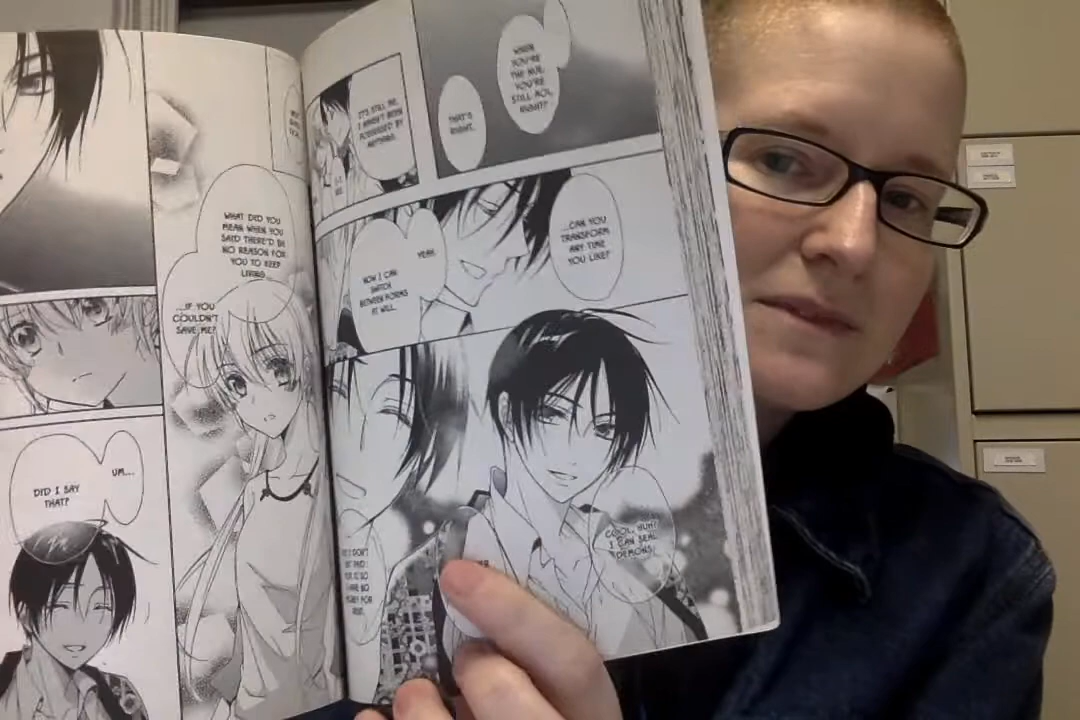 WHAT DID YOU
MEAN WHEN YOU
SAID THERE'D BE
NO REASON FOR
YOU TO KEEP
LIVING...
...IF YOU
COULDN'T
SAVE ME?
UM...
DID I SAY
THAT?
WHEN
YOU'RE
THE NUE,
YOU'RE
STILL KOI,
RIGHT?
THAT'S
RIGHT.
IT'S STILL ME.
I HAVEN'T BEEN
POSSESSED BY
ANYTHING.
...CAN YOU
TRANSFORM
ANY TIME
YOU LIKE?
YEAH.
NOW I CAN
SWITCH
BETWEEN FORMS
AT WILL.
COOL, HUH?
I CAN SEAL
DEMONS!